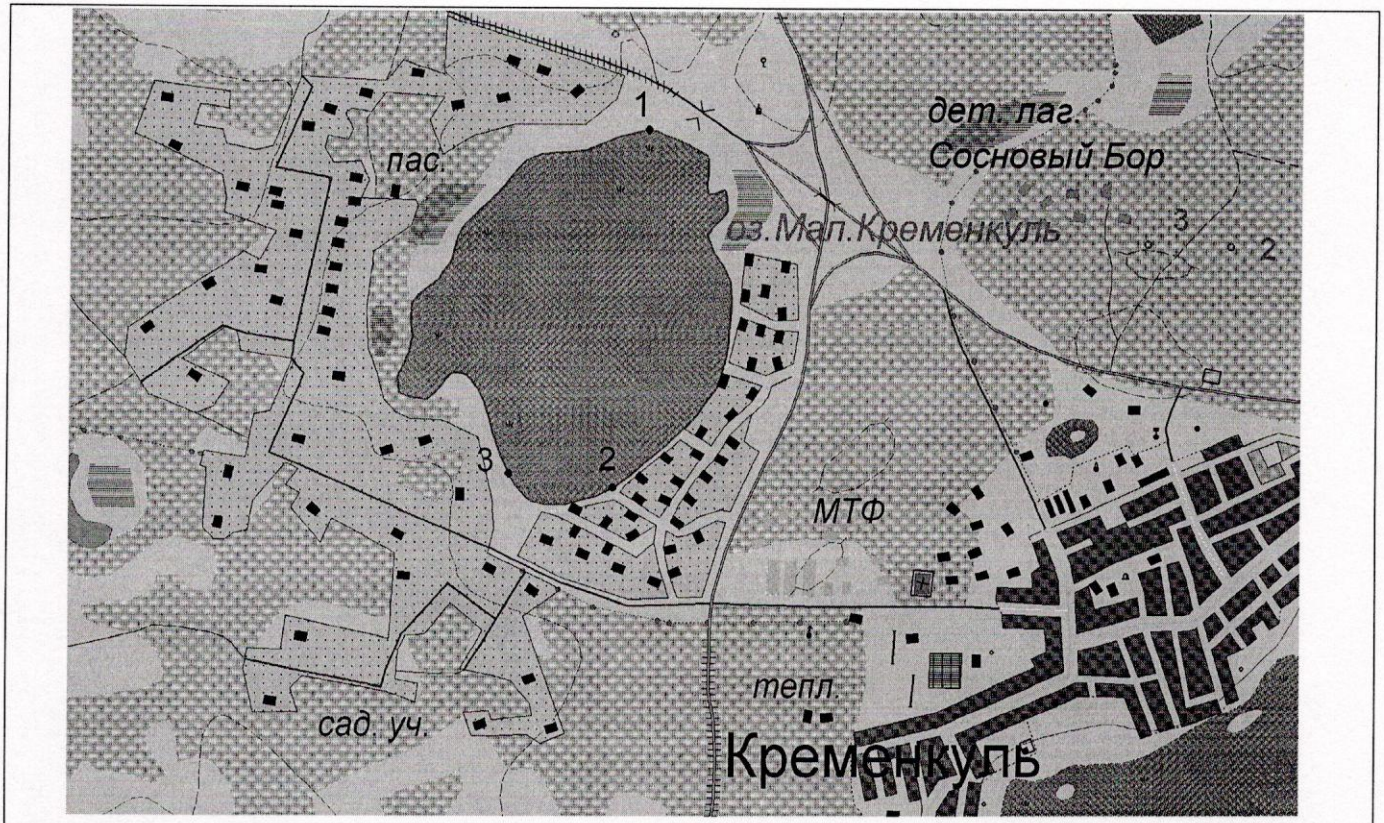 1
дет. лаг.
Сосновый Бор
пас.
3
оз. Мал. Кременкуль
2
3
2
МТФ
тепл.
сад. уч.
Кременкуль